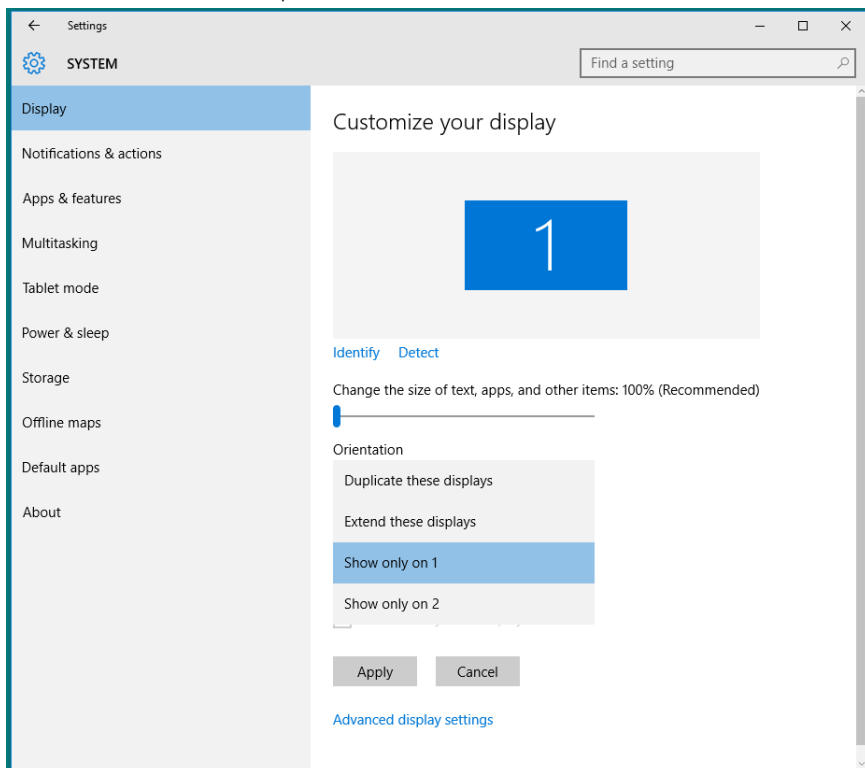 Settings
SYSTEM
Find a setting
Display
Notifications & actions
Apps & features
Multitasking
Tablet mode
Power & sleep
Storage
Offline maps
Default apps
About
Customize your display
1
Identify Detect
Change the size of text, apps, and other items: 100% (Recommended)
Orientation
Duplicate these displays
Extend these displays
Show only on 1
Show only on 2
Apply Cancel
Advanced display settings